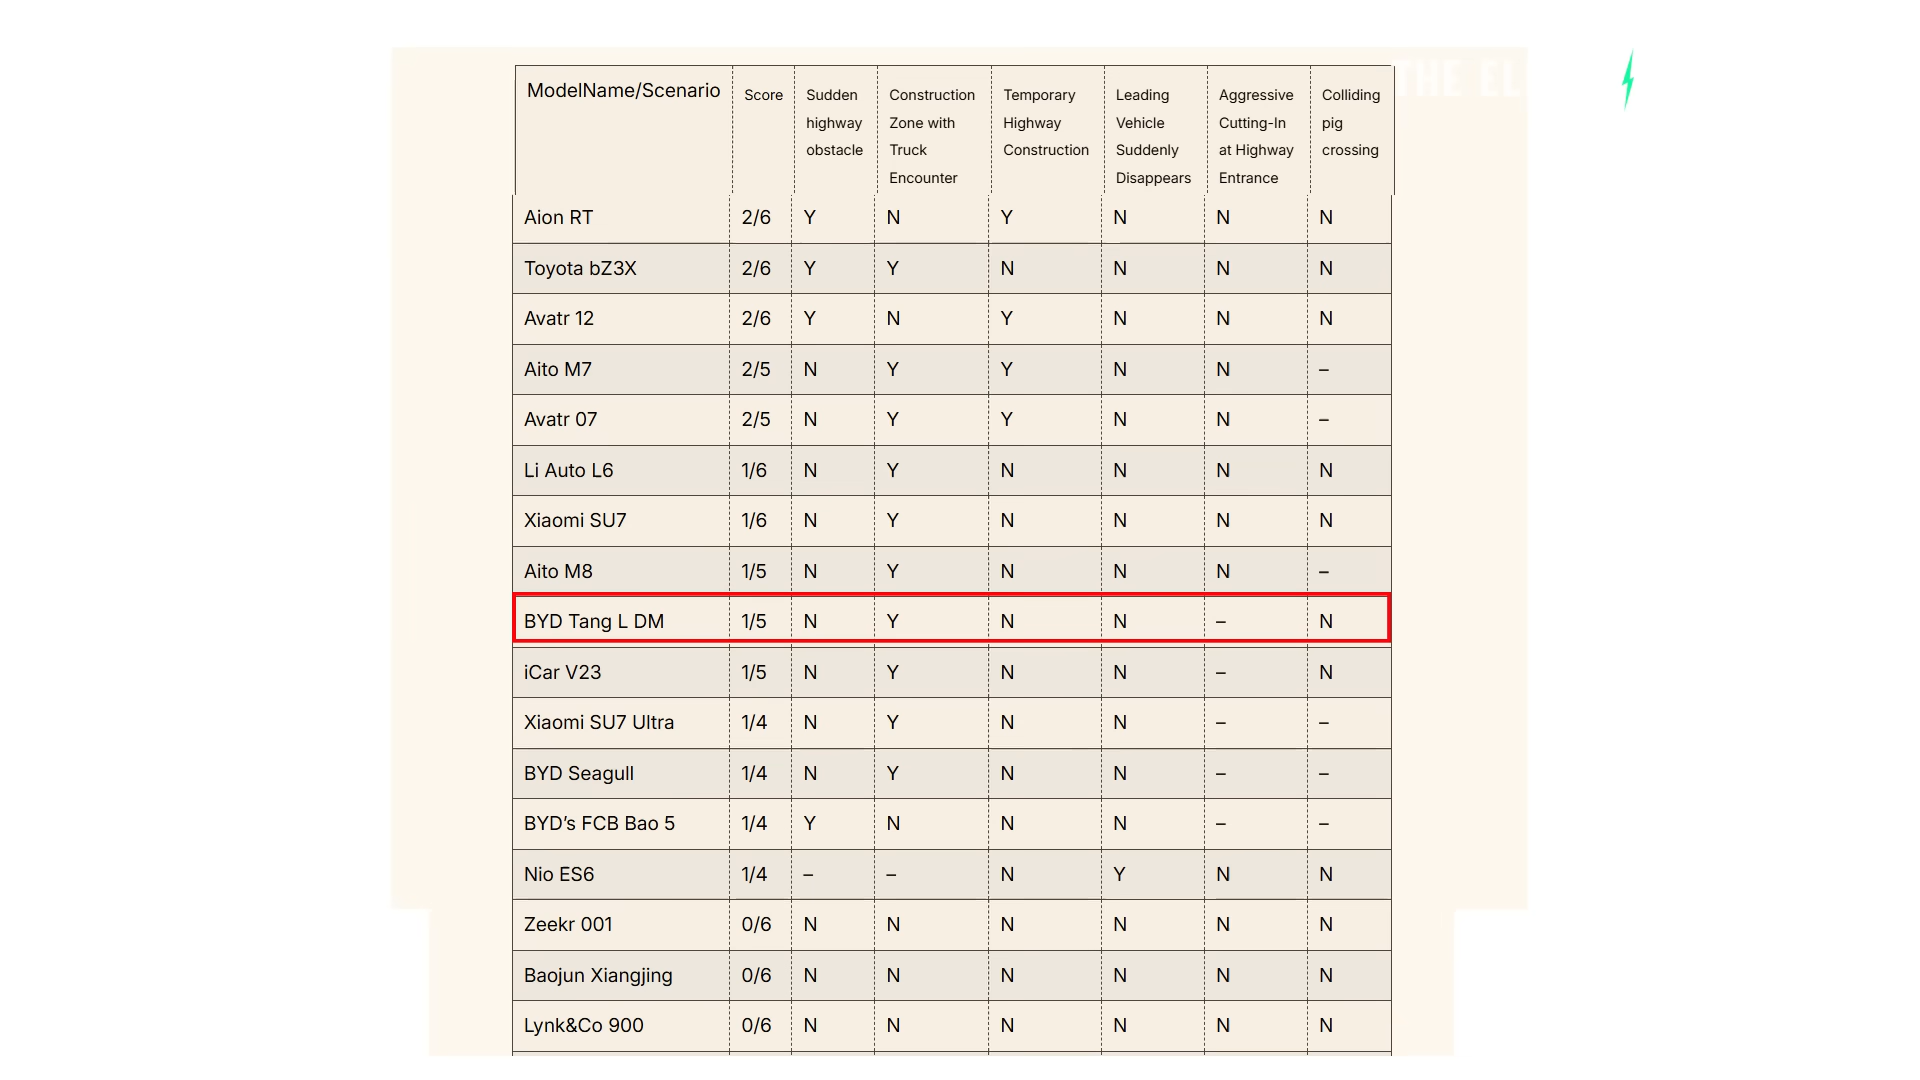 THE EL
ModelName/Scenario Score Sudden highway obstacle Construction Zone with Truck Encounter Temporary Highway Construction Leading Vehicle Suddenly Disappears Aggressive Cutting-In at Highway Entrance Colliding pig crossing
Aion RT 2/6 Y N Y N N N
Toyota bZ3X 2/6 Y Y N N N N
Avatr 12 2/6 Y N Y N N N
Aito M7 2/5 N Y Y N N –
Avatr 07 2/5 N Y Y N N –
Li Auto L6 1/6 N Y N N N N
Xiaomi SU7 1/6 N Y N N N N
Aito M8 1/5 N Y N N N –
BYD Tang L DM 1/5 N Y N N – N
iCar V23 1/5 N Y N N – N
Xiaomi SU7 Ultra 1/4 N Y N N – –
BYD Seagull 1/4 N Y N N – –
BYD’s FCB Bao 5 1/4 Y N N N – –
Nio ES6 1/4 – – N Y N N
Zeekr 001 0/6 N N N N N N
Baojun Xiangjing 0/6 N N N N N N
Lynk&Co 900 0/6 N N N N N N